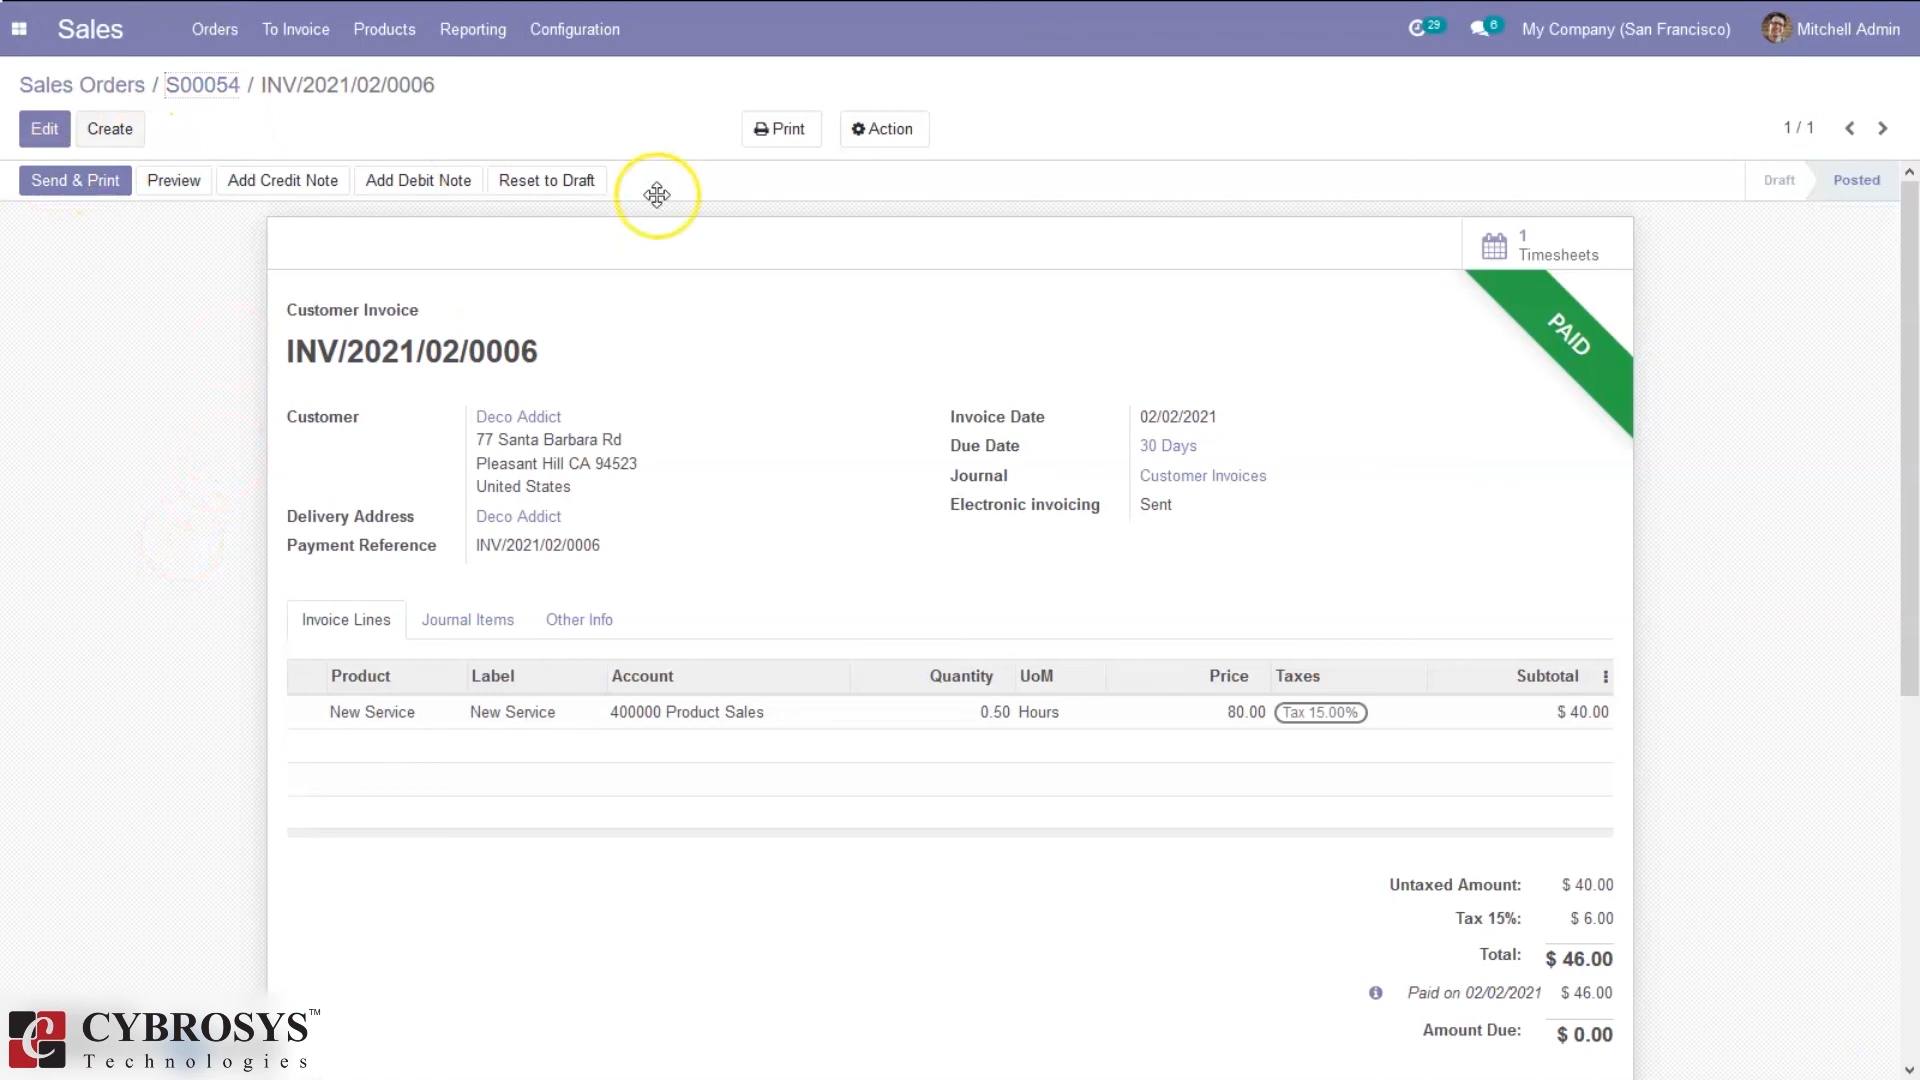 Sales Orders To Invoice Products Reporting Configuration 29 6 My Company (San Francisco) Mitchell Admin
Sales Orders / S00054 / INV/2021/02/0006
Edit Create Print Action 1 / 1
Send & Print Preview Add Credit Note Add Debit Note Reset to Draft Draft Posted
1
Timesheets
PAID
Customer Invoice
INV/2021/02/0006
Customer Deco Addict Invoice Date 02/02/2021
77 Santa Barbara Rd Due Date 30 Days
Pleasant Hill CA 94523 Journal Customer Invoices
United States Electronic invoicing Sent
Delivery Address Deco Addict
Payment Reference INV/2021/02/0006
Invoice Lines Journal Items Other Info
Product Label Account Quantity UoM Price Taxes Subtotal
New Service New Service 400000 Product Sales 0.50 Hours 80.00 Tax 15.00% $ 40.00
Untaxed Amount: $ 40.00
Tax 15%: $ 6.00
Total: $ 46.00
Paid on 02/02/2021 $ 46.00
Amount Due: $ 0.00
CYBROSYS™
Technologies